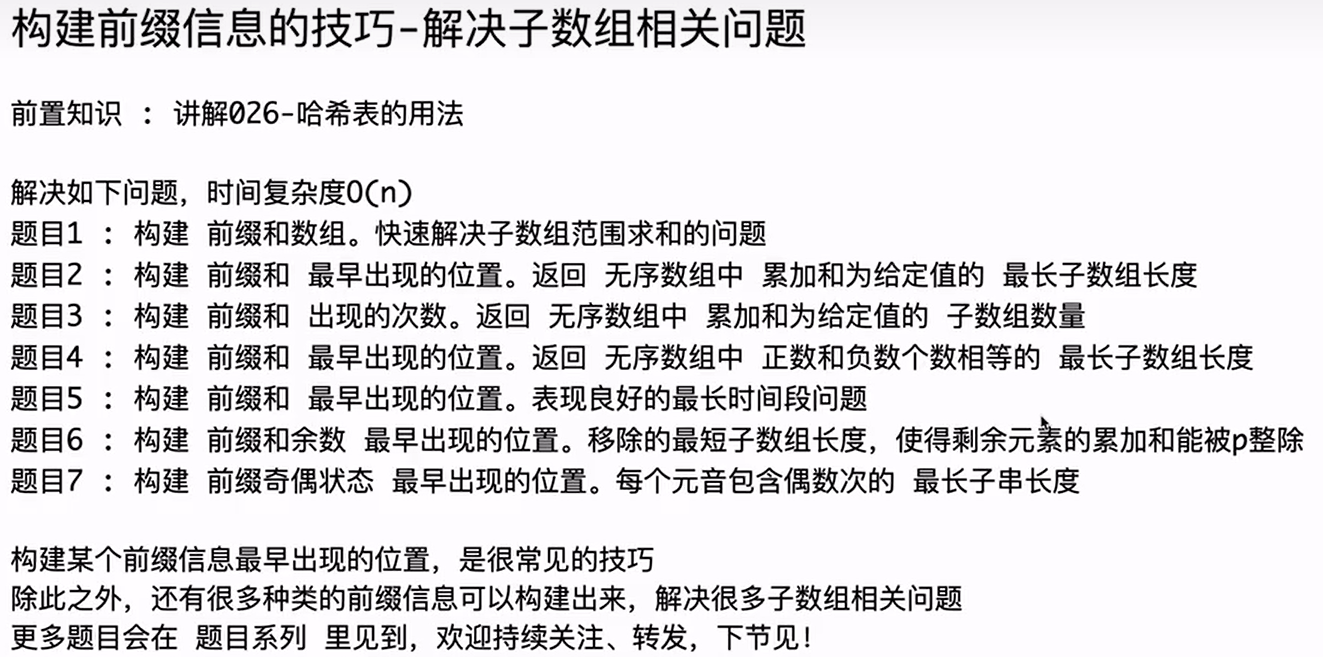 构建前缀信息的技巧-解决子数组相关问题
前置知识 : 讲解026-哈希表的用法
解决如下问题，时间复杂度O(n)
题目1 : 构建 前缀和数组。快速解决子数组范围求和的问题
题目2 : 构建 前缀和 最早出现的位置。返回 无序数组中 累加和为给定值的 最长子数组长度
题目3 : 构建 前缀和 出现的次数。返回 无序数组中 累加和为给定值的 子数组数量
题目4 : 构建 前缀和 最早出现的位置。返回 无序数组中 正数和负数个数相等的 最长子数组长度
题目5 : 构建 前缀和 最早出现的位置。表现良好的最长时间段问题
题目6 : 构建 前缀和余数 最早出现的位置。移除的最短子数组长度，使得剩余元素的累加和能被p整除
题目7 : 构建 前缀奇偶状态 最早出现的位置。每个元音包含偶数次的 最长子串长度
构建某个前缀信息最早出现的位置，是很常见的技巧
除此之外，还有很多种类的前缀信息可以构建出来，解决很多子数组相关问题
更多题目会在 题目系列 里见到，欢迎持续关注、转发，下节见！